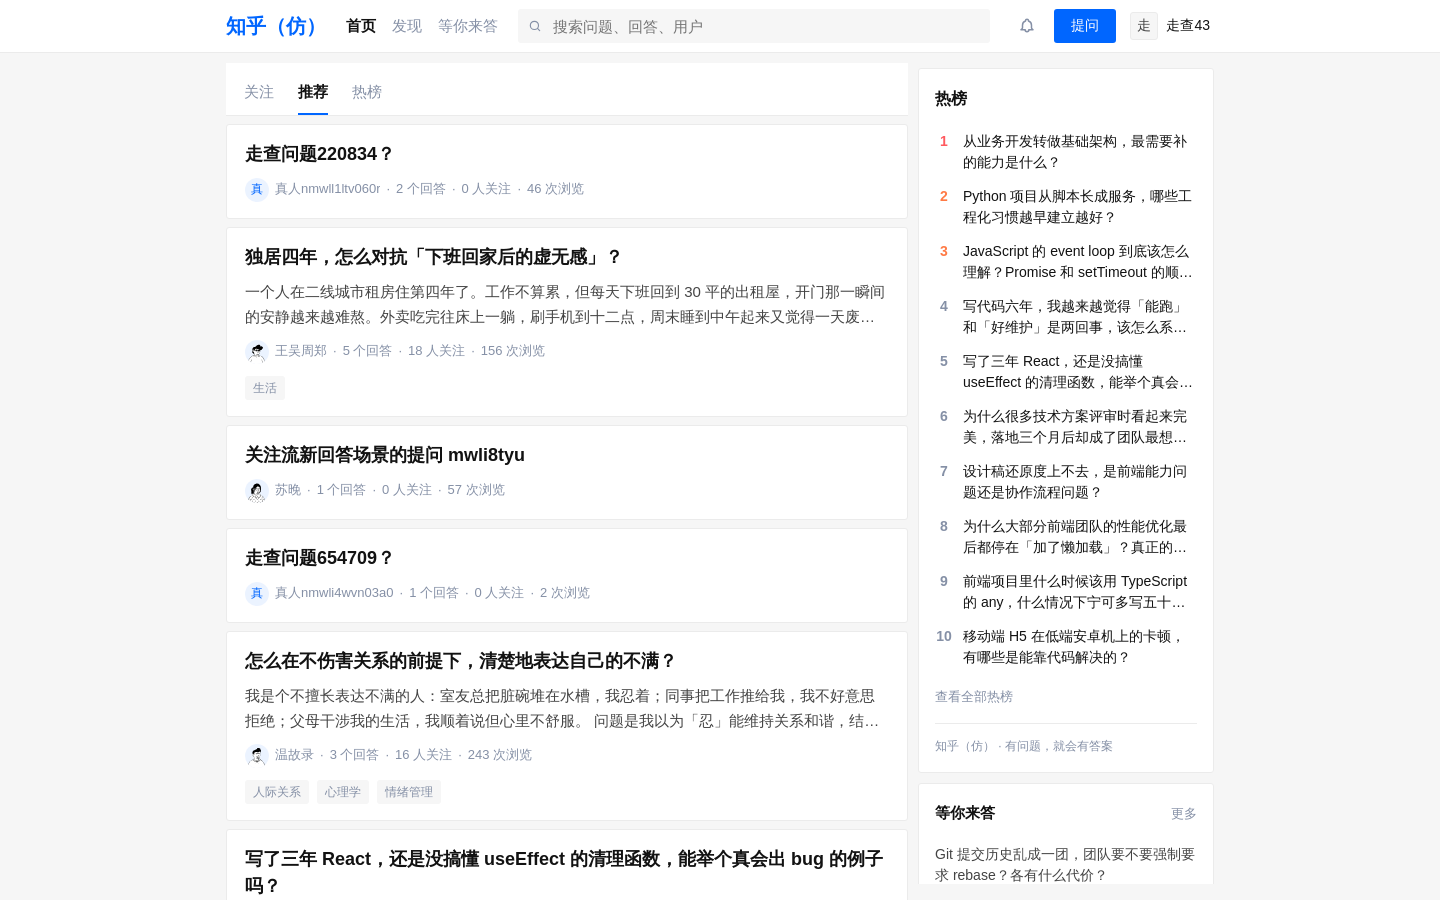 知乎（仿） 首页 发现 等你来答 搜索问题、回答、用户 提问 走 走查43
关注 推荐 热榜
走查问题220834？
真 真人nmwll1ltv060r · 2 个回答 · 0 人关注 · 46 次浏览
独居四年，怎么对抗「下班回家后的虚无感」？
一个人在二线城市租房住第四年了。工作不算累，但每天下班回到 30 平的出租屋，开门那一瞬间
的安静越来越难熬。外卖吃完往床上一躺，刷手机到十二点，周末睡到中午起来又觉得一天废…
王吴周郑 · 5 个回答 · 18 人关注 · 156 次浏览
生活
关注流新回答场景的提问 mwli8tyu
苏晚 · 1 个回答 · 0 人关注 · 57 次浏览
走查问题654709？
真 真人nmwli4wvn03a0 · 1 个回答 · 0 人关注 · 2 次浏览
怎么在不伤害关系的前提下，清楚地表达自己的不满？
我是个不擅长表达不满的人：室友总把脏碗堆在水槽，我忍着；同事把工作推给我，我不好意思
拒绝；父母干涉我的生活，我顺着说但心里不舒服。 问题是我以为「忍」能维持关系和谐，结…
温故录 · 3 个回答 · 16 人关注 · 243 次浏览
人际关系 心理学 情绪管理
写了三年 React，还是没搞懂 useEffect 的清理函数，能举个真会出 bug 的例子
吗？
热榜
1 从业务开发转做基础架构，最需要补
的能力是什么？
2 Python 项目从脚本长成服务，哪些工
程化习惯越早建立越好？
3 JavaScript 的 event loop 到底该怎么
理解？Promise 和 setTimeout 的顺…
4 写代码六年，我越来越觉得「能跑」
和「好维护」是两回事，该怎么系…
5 写了三年 React，还是没搞懂
useEffect 的清理函数，能举个真会…
6 为什么很多技术方案评审时看起来完
美，落地三个月后却成了团队最想…
7 设计稿还原度上不去，是前端能力问
题还是协作流程问题？
8 为什么大部分前端团队的性能优化最
后都停在「加了懒加载」？真正的…
9 前端项目里什么时候该用 TypeScript
的 any，什么情况下宁可多写五十…
10 移动端 H5 在低端安卓机上的卡顿，
有哪些是能靠代码解决的？
查看全部热榜
知乎（仿） · 有问题，就会有答案
等你来答 更多
Git 提交历史乱成一团，团队要不要强制要
求 rebase？各有什么代价？